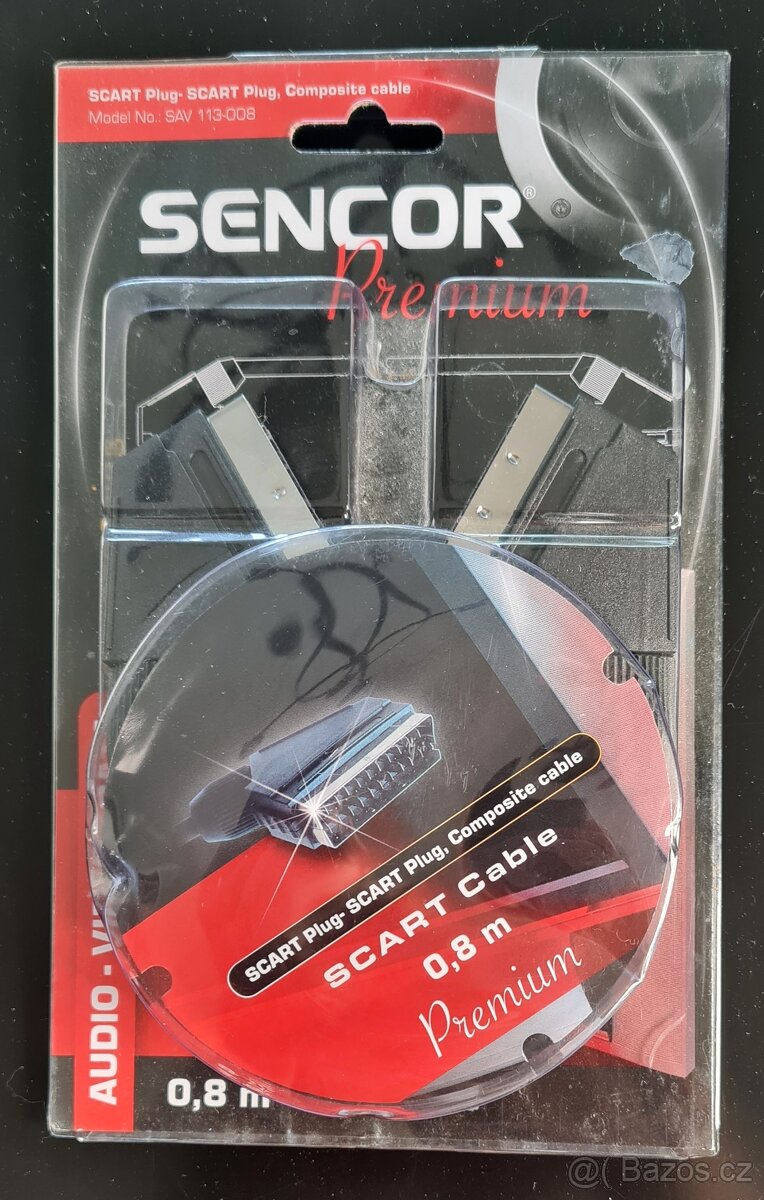 SCART Plug- SCART Plug, Composite cable
Model No.: SAV 113-008
SENCOR®
Premium
SCART Plug- SCART Plug, Composite cable
SCART Cable
0,8 m
Premium
AUDIO -
0,8 m
@( Bazos.cz